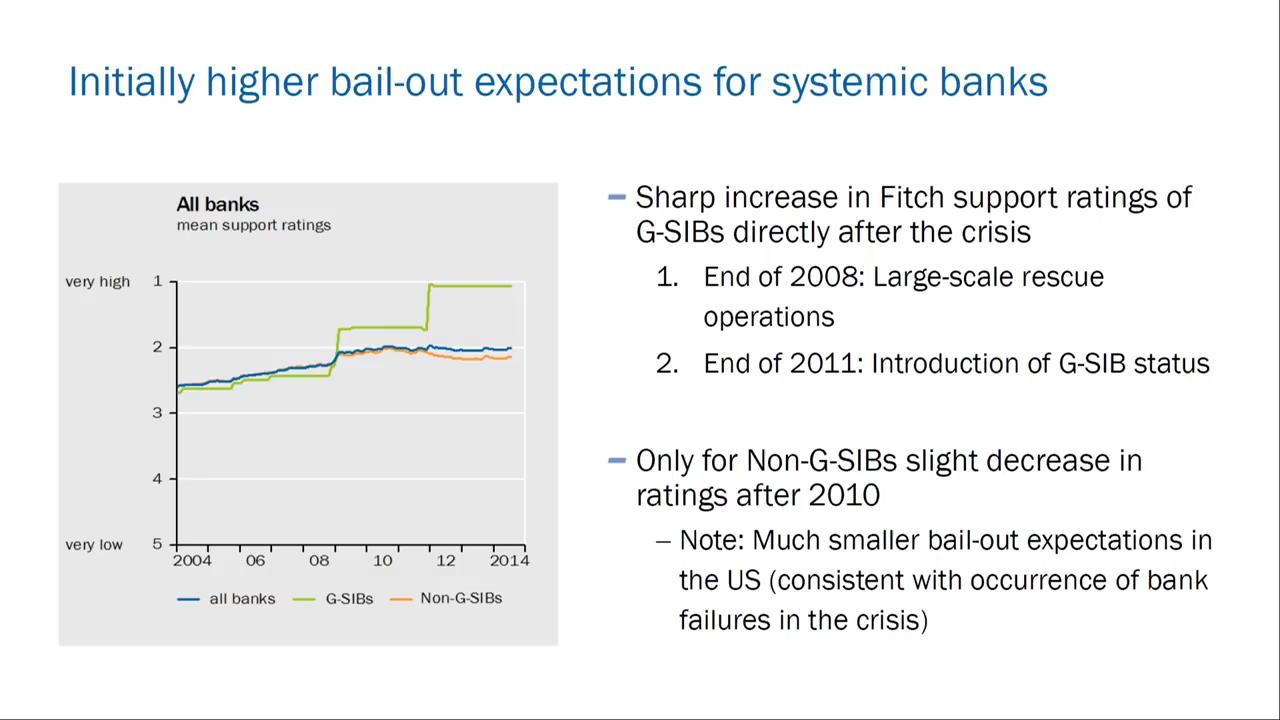 Initially higher bail-out expectations for systemic banks
All banks
mean support ratings
very high 1
2
3
4
very low 5
2004 06 08 10 12 2014
all banks G-SIBs Non-G-SIBs
– Sharp increase in Fitch support ratings of
G-SIBs directly after the crisis
1. End of 2008: Large-scale rescue
operations
2. End of 2011: Introduction of G-SIB status
– Only for Non-G-SIBs slight decrease in
ratings after 2010
– Note: Much smaller bail-out expectations in
the US (consistent with occurrence of bank
failures in the crisis)